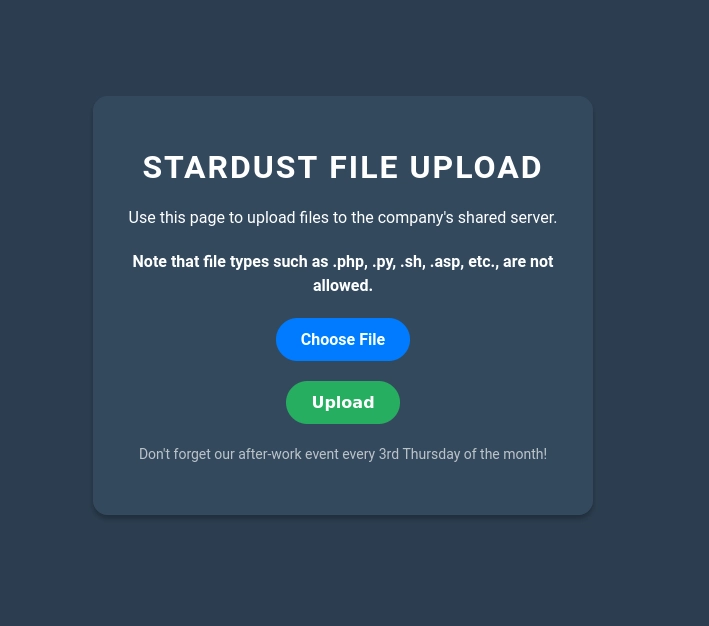 STARDUST FILE UPLOAD
Use this page to upload files to the company's shared server.
Note that file types such as .php, .py, .sh, .asp, etc., are not
allowed.
Choose File
Upload
Don't forget our after-work event every 3rd Thursday of the month!